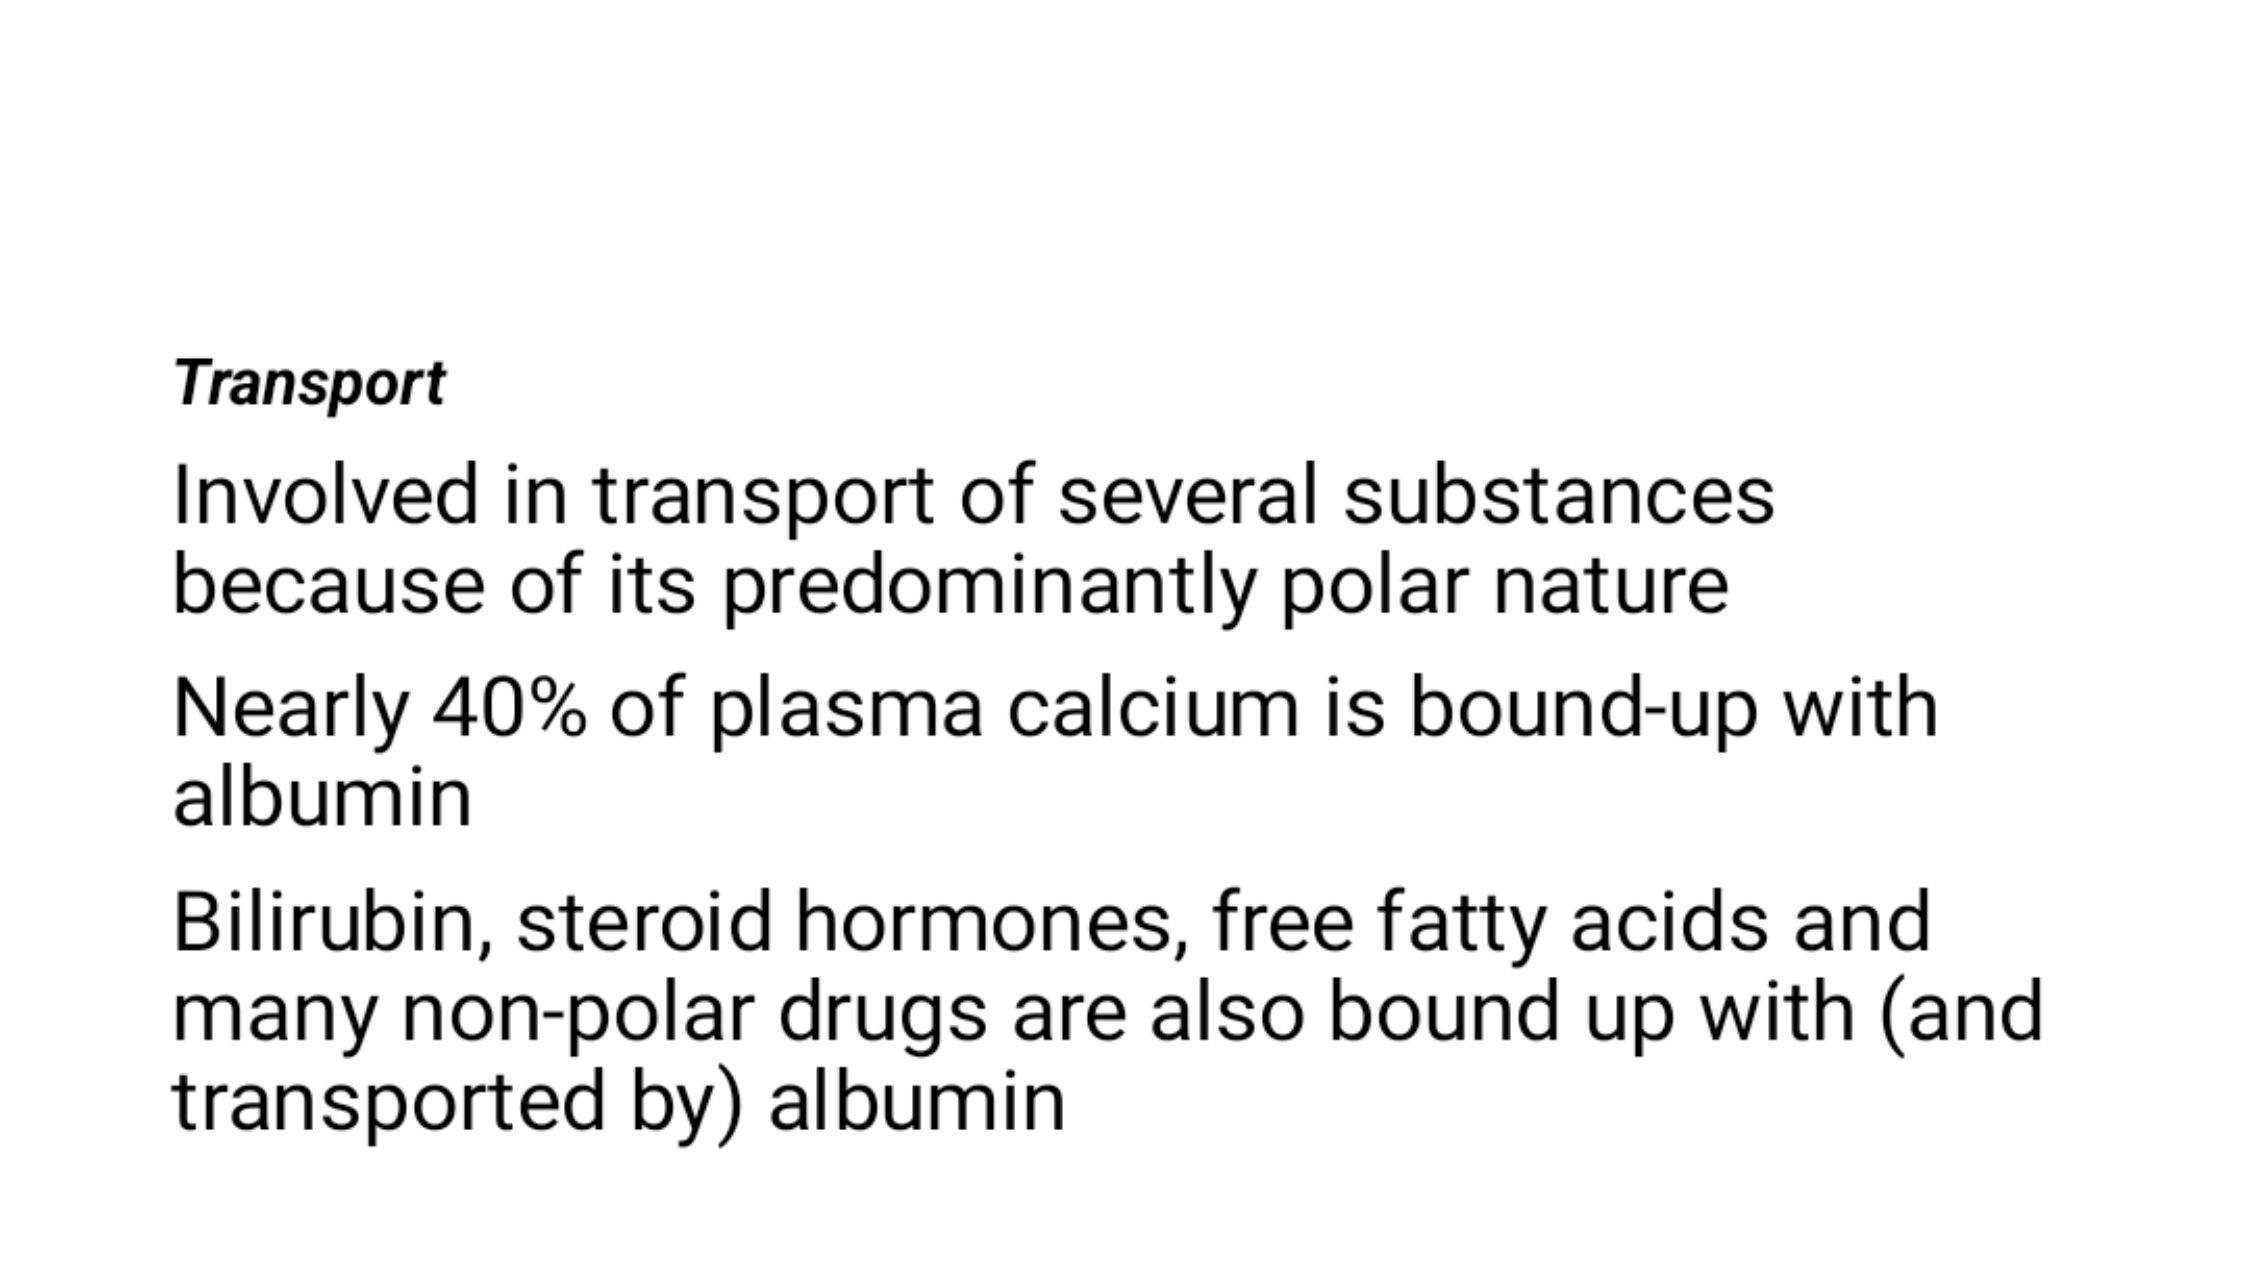 Transport
Involved in transport of several substances
because of its predominantly polar nature
Nearly 40% of plasma calcium is bound-up with
albumin
Bilirubin, steroid hormones, free fatty acids and
many non-polar drugs are also bound up with (and
transported by) albumin